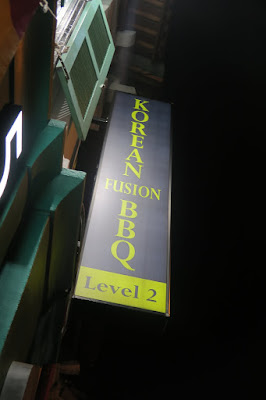 KOREAN
FUSION
BBQ
Level 2